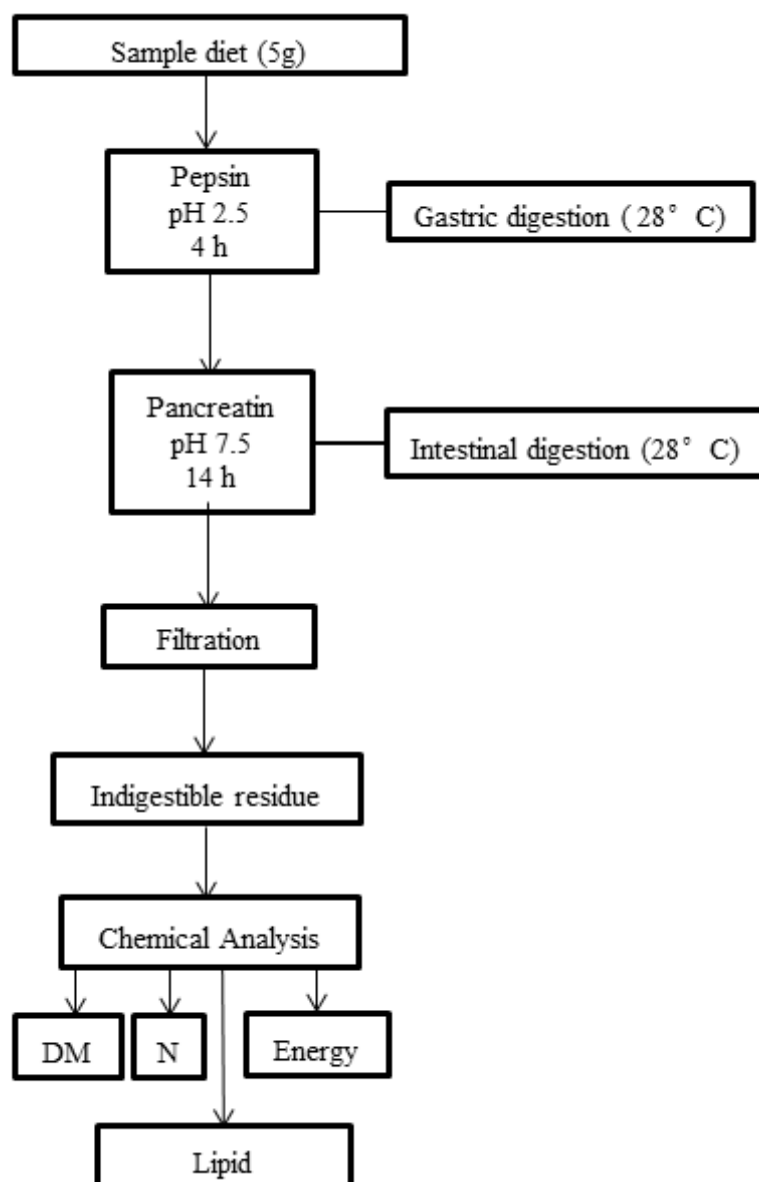 Sample diet (5g)
Pepsin
pH 2.5
4 h
Gastric digestion ( 28° C)
Pancreatin
pH 7.5
14 h
Intestinal digestion (28° C)
Filtration
Indigestible residue
Chemical Analysis
DM
N
Energy
Lipid